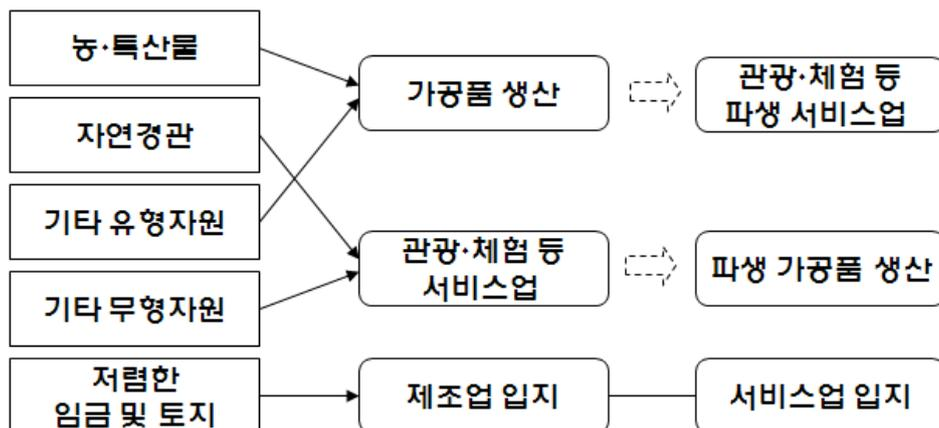 농·특산물
가공품 생산
관광·체험 등
파생 서비스업
자연경관
기타 유형자원
관광·체험 등
서비스업
파생 가공품 생산
기타 무형자원
저렴한
임금 및 토지
제조업 입지
서비스업 입지